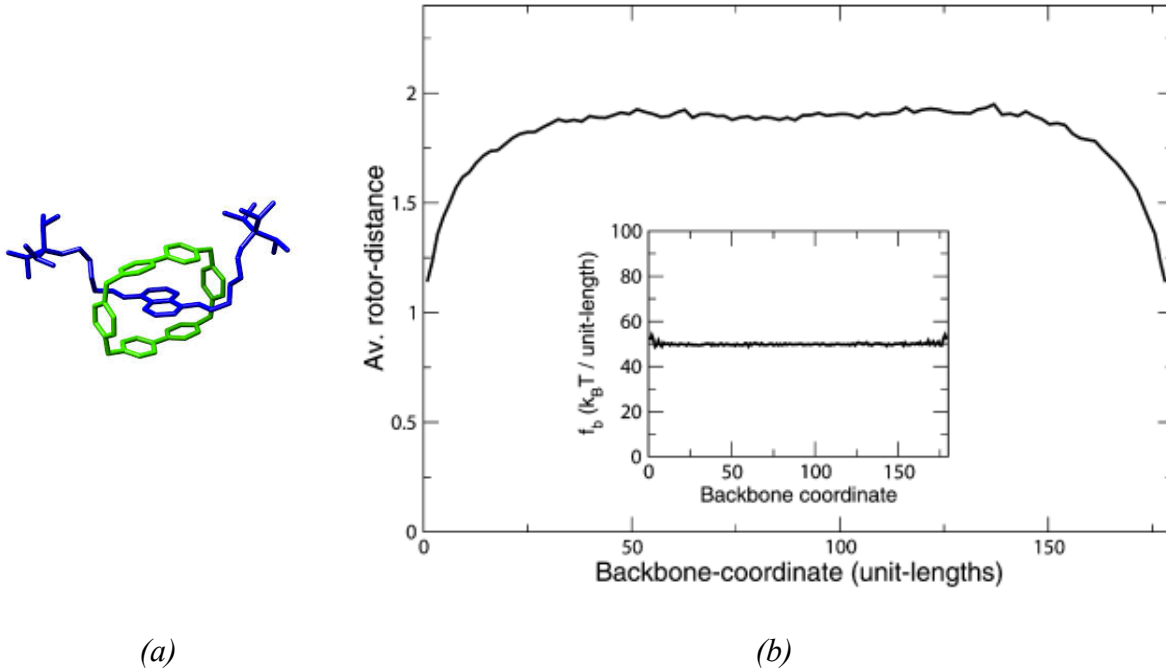 2
1.5
1
0.5
0
Av. rotor-distance
0 50 100 150
Backbone-coordinate (unit-lengths)
100
80
60
40
20
0
f_b (k_BT / unit-length)
0 50 100 150
Backbone coordinate
(a) (b)